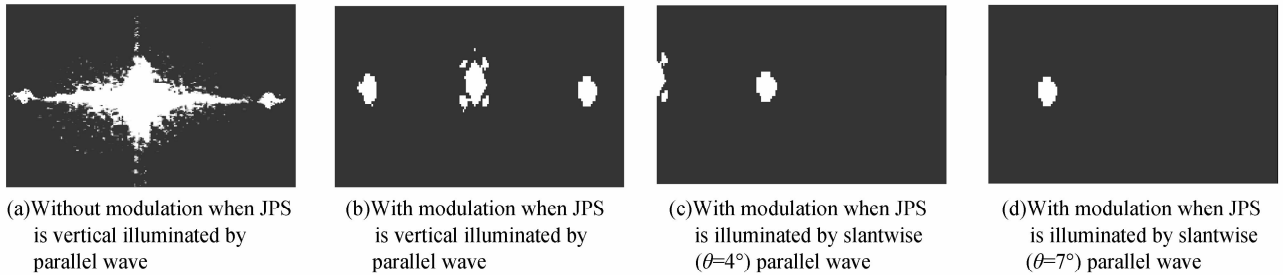 (a)Without modulation when JPS
is vertical illuminated by
parallel wave
(b)With modulation when JPS
is vertical illuminated by
parallel wave
(c)With modulation when JPS
is illuminated by slantwise
(θ=4°) parallel wave
(d)With modulation when JPS
is illuminated by slantwise
(θ=7°) parallel wave